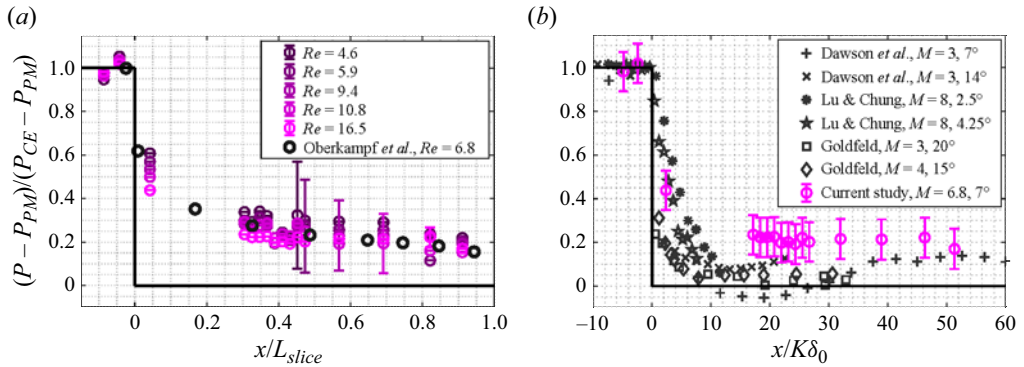 (a)
(P − P_PM)/(P_CE − P_PM)
1.0
0.8
0.6
0.4
0.2
0
0
0.2
0.4
0.6
0.8
1.0
x/L_slice
Re = 4.6
Re = 5.9
Re = 9.4
Re = 10.8
Re = 16.5
Oberkampf et al., Re = 6.8
(b)
1.0
0.8
0.6
0.4
0.2
0
–10
0
10
20
30
40
50
60
x/Kδ₀
Dawson et al., M = 3, 7°
Dawson et al., M = 3, 14°
Lu & Chung, M = 8, 2.5°
Lu & Chung, M = 8, 4.25°
Goldfeld, M = 3, 20°
Goldfeld, M = 4, 15°
Current study, M = 6.8, 7°